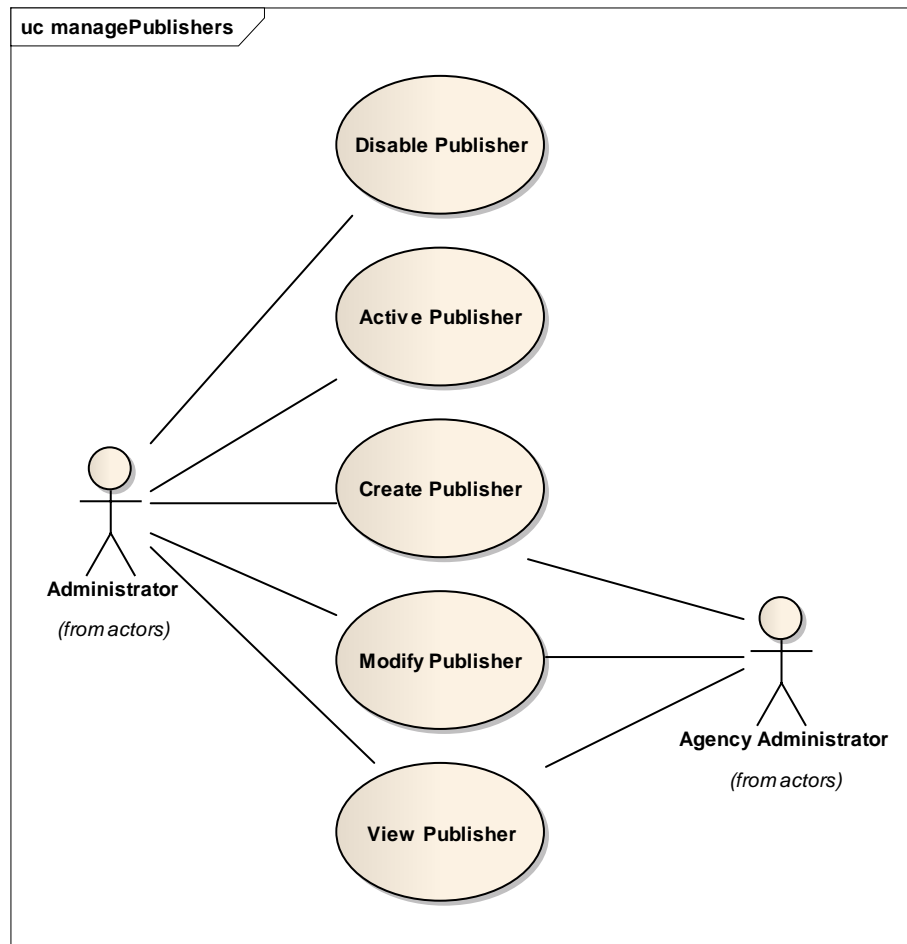 uc managePublishers
Disable Publisher
Active Publisher
Create Publisher
Administrator
(from actors)
Modify Publisher
Agency Administrator
(from actors)
View Publisher